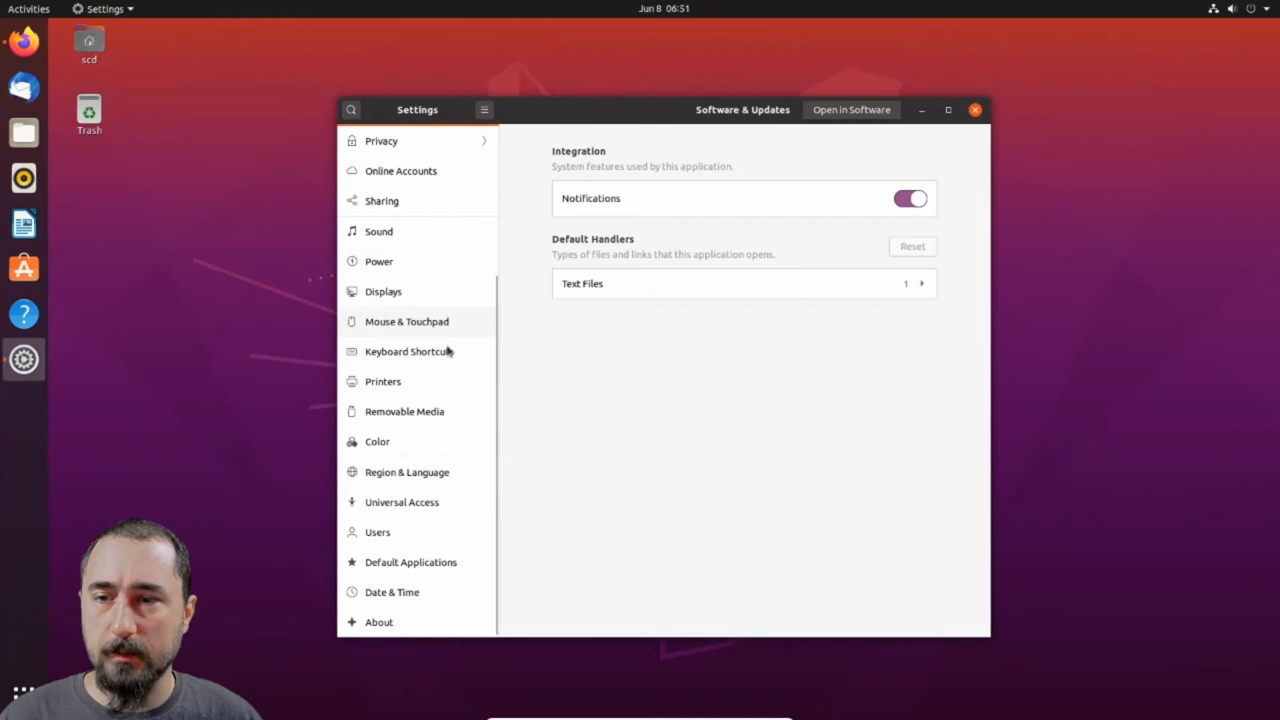 Activities
Settings
Jun 8 06:51
scd
Trash
Settings
Software & Updates
Open in Software
Privacy
Online Accounts
Sharing
Sound
Power
Displays
Mouse & Touchpad
Keyboard Shortcuts
Printers
Removable Media
Color
Region & Language
Universal Access
Users
Default Applications
Date & Time
About
Integration
System features used by this application.
Notifications
Default Handlers
Types of files and links that this application opens.
Reset
Text Files
1